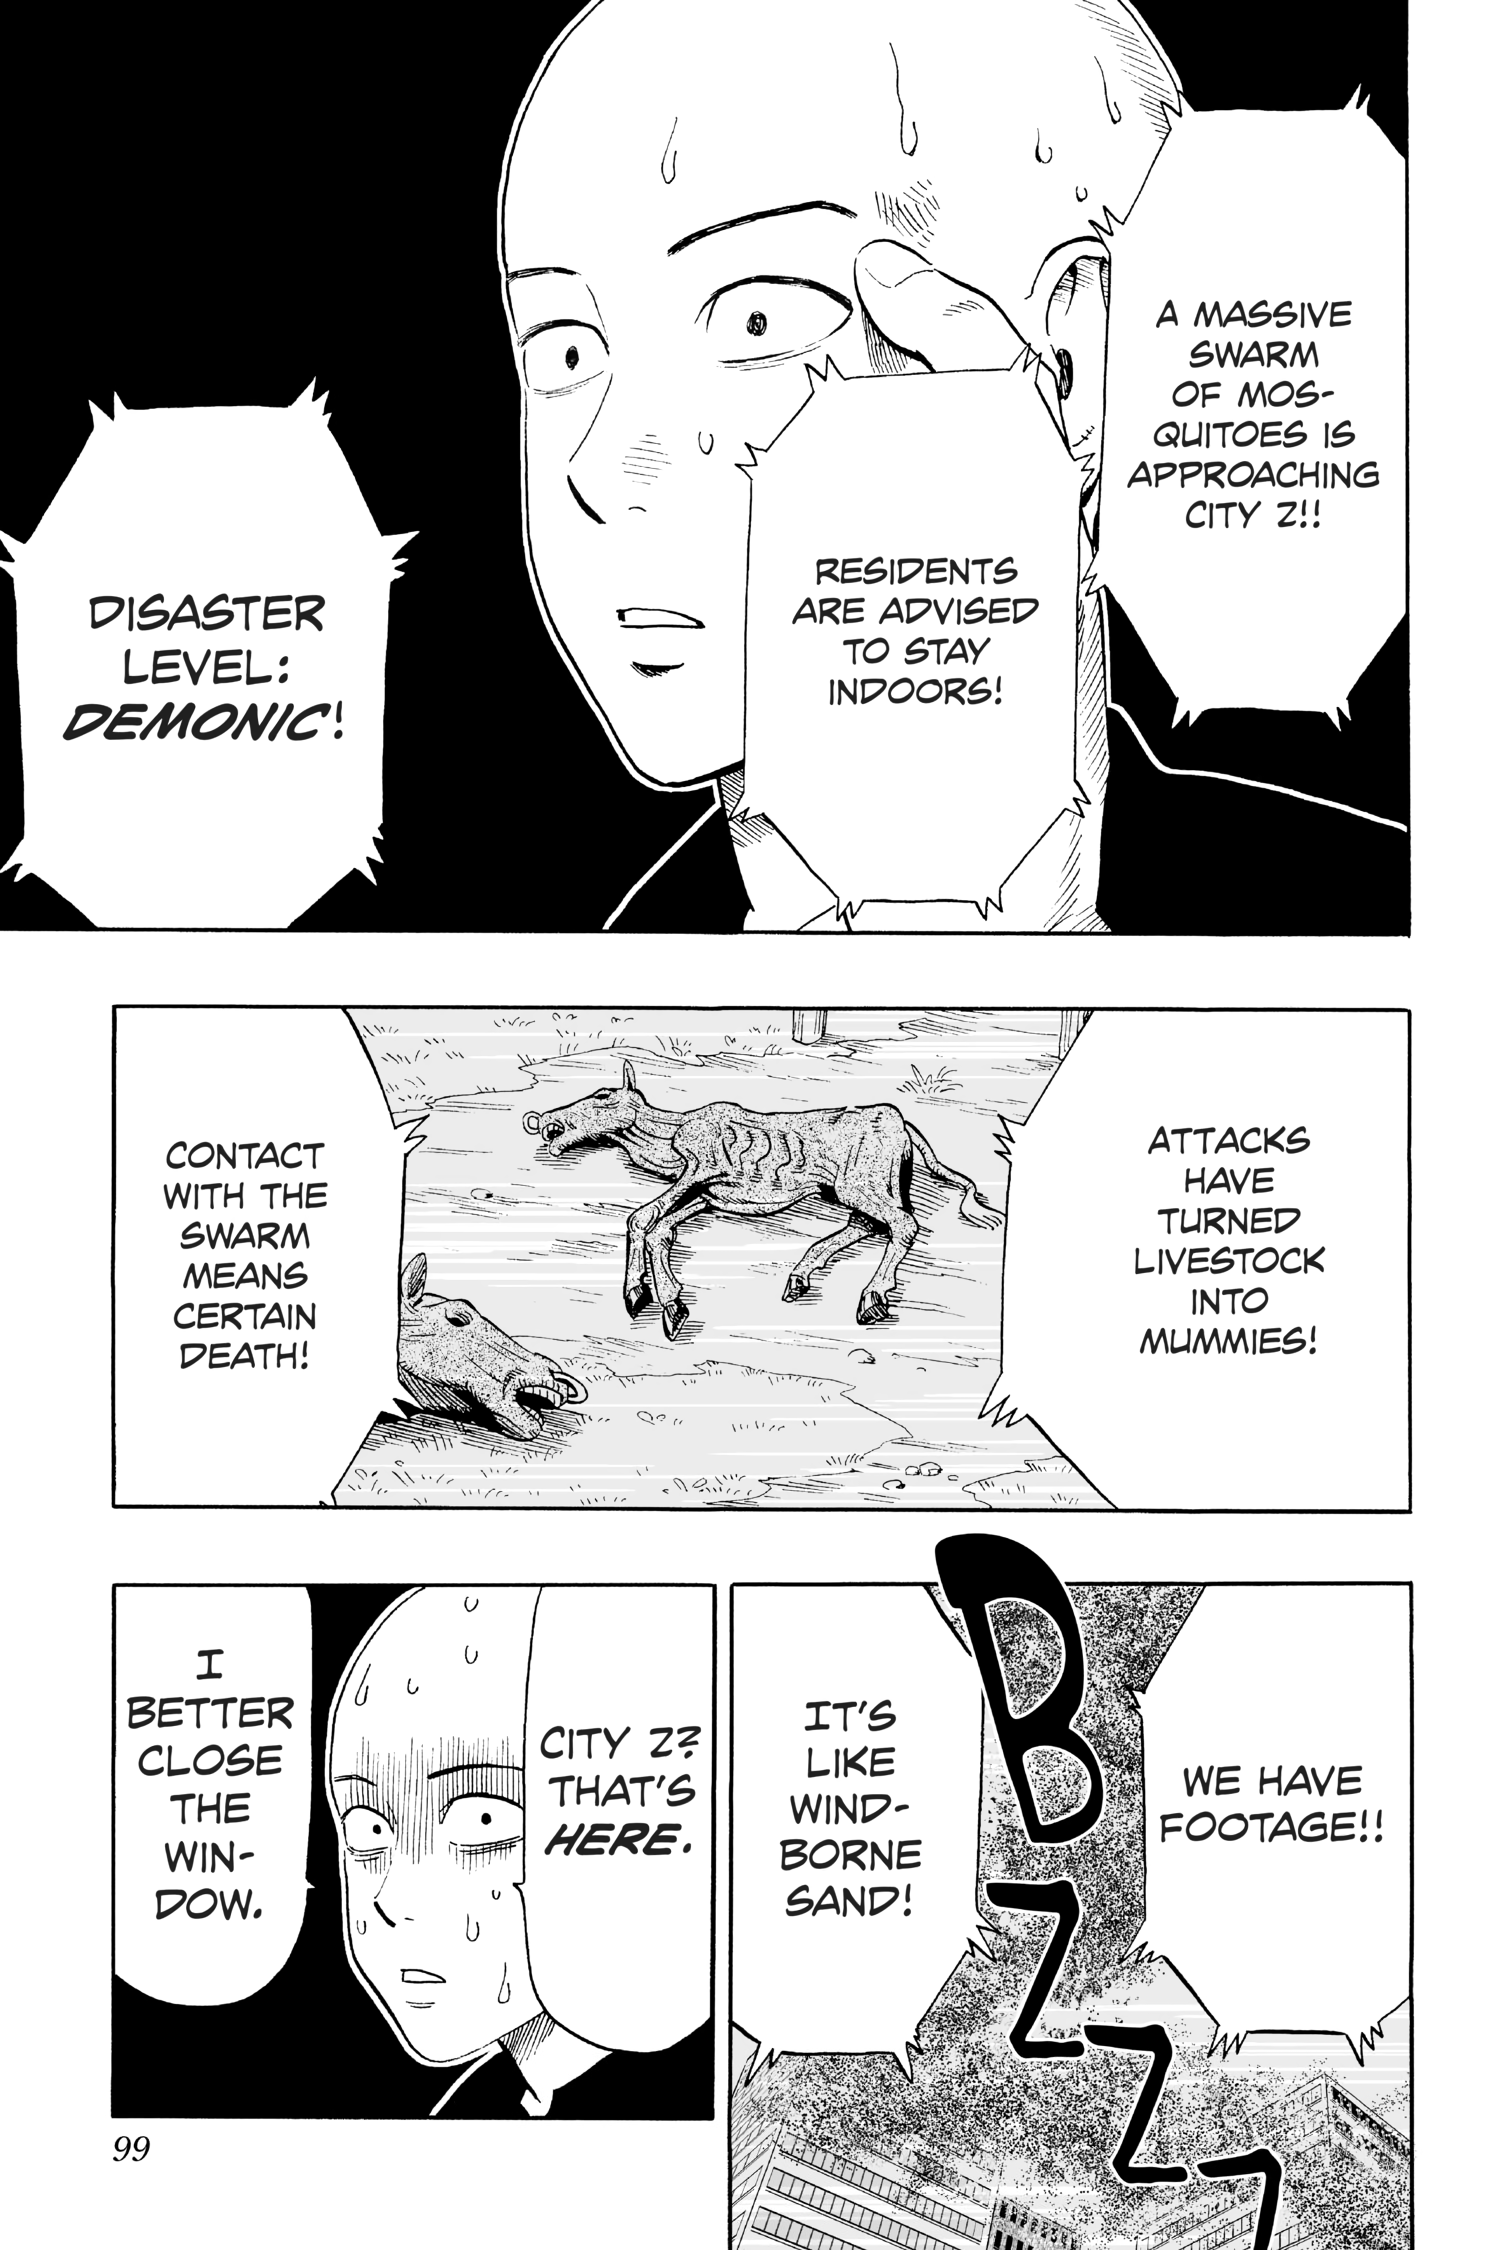 A MASSIVE
SWARM
OF MOS-
QUITOES IS
APPROACHING
CITY Z!!
RESIDENTS
ARE ADVISED
TO STAY
INDOORS!
DISASTER
LEVEL:
DEMONIC!
ATTACKS
HAVE
TURNED
LIVESTOCK
INTO
MUMMIES!
CONTACT
WITH THE
SWARM
MEANS
CERTAIN
DEATH!
WE HAVE
FOOTAGE!!
BZZZZ
IT'S
LIKE
WIND-
BORNE
SAND!
CITY Z?
THAT'S
HERE.
I
BETTER
CLOSE
THE
WIN-
DOW.
99